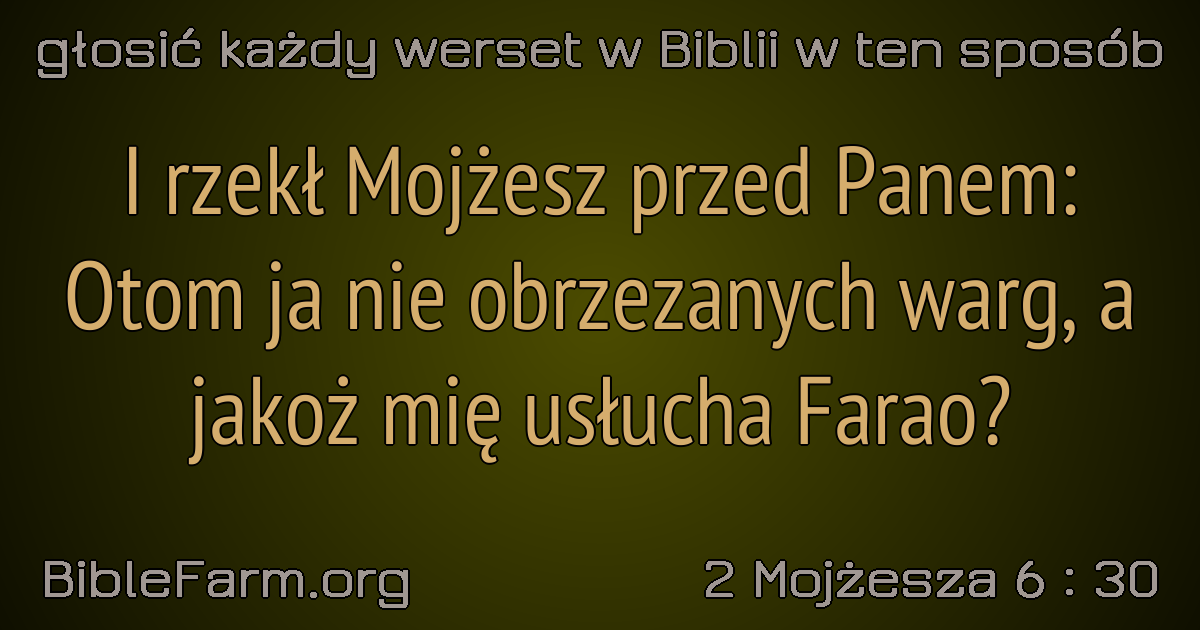 głosić każdy werset w Biblii w ten sposób
I rzekł Mojżesz przed Panem:
Otom ja nie obrzezanych warg, a
jakoż mię usłucha Farao?
BibleFarm.org
2 Mojżesza 6 : 30